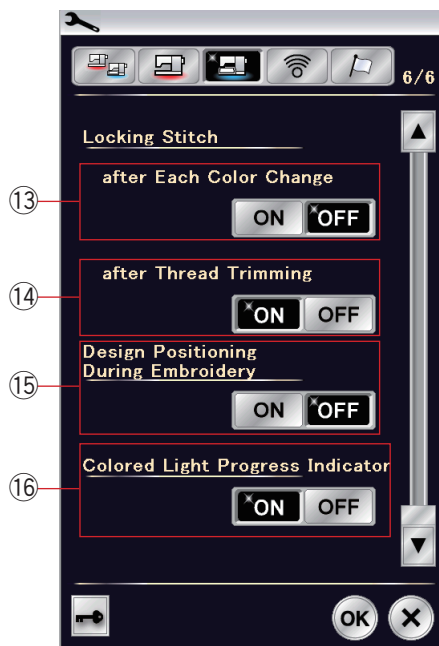 6/6
Locking Stitch
⑬ after Each Color Change
ON OFF
⑭ after Thread Trimming
ON OFF
⑮ Design Positioning
During Embroidery
ON OFF
⑯ Colored Light Progress Indicator
ON OFF
OK